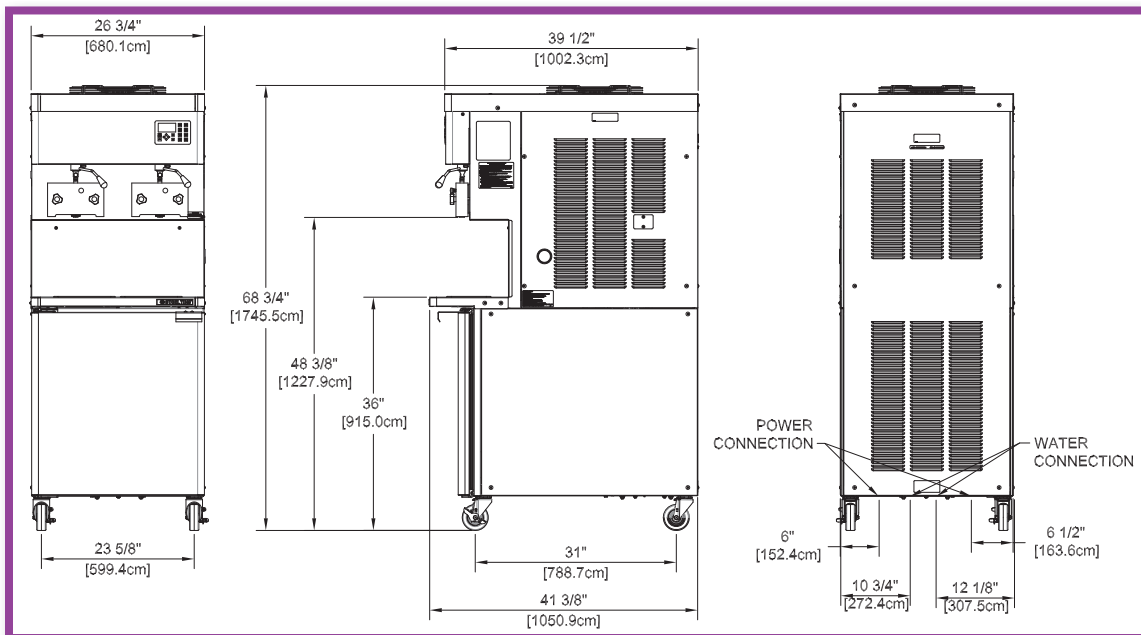 26 3/4"
[680.1cm]
39 1/2"
[1002.3cm]
68 3/4"
[1745.5cm]
48 3/8"
[1227.9cm]
36"
[915.0cm]
POWER
CONNECTION
WATER
CONNECTION
23 5/8"
[599.4cm]
31"
[788.7cm]
41 3/8"
[1050.9cm]
6"
[152.4cm]
6 1/2"
[163.6cm]
10 3/4"
[272.4cm]
12 1/8"
[307.5cm]